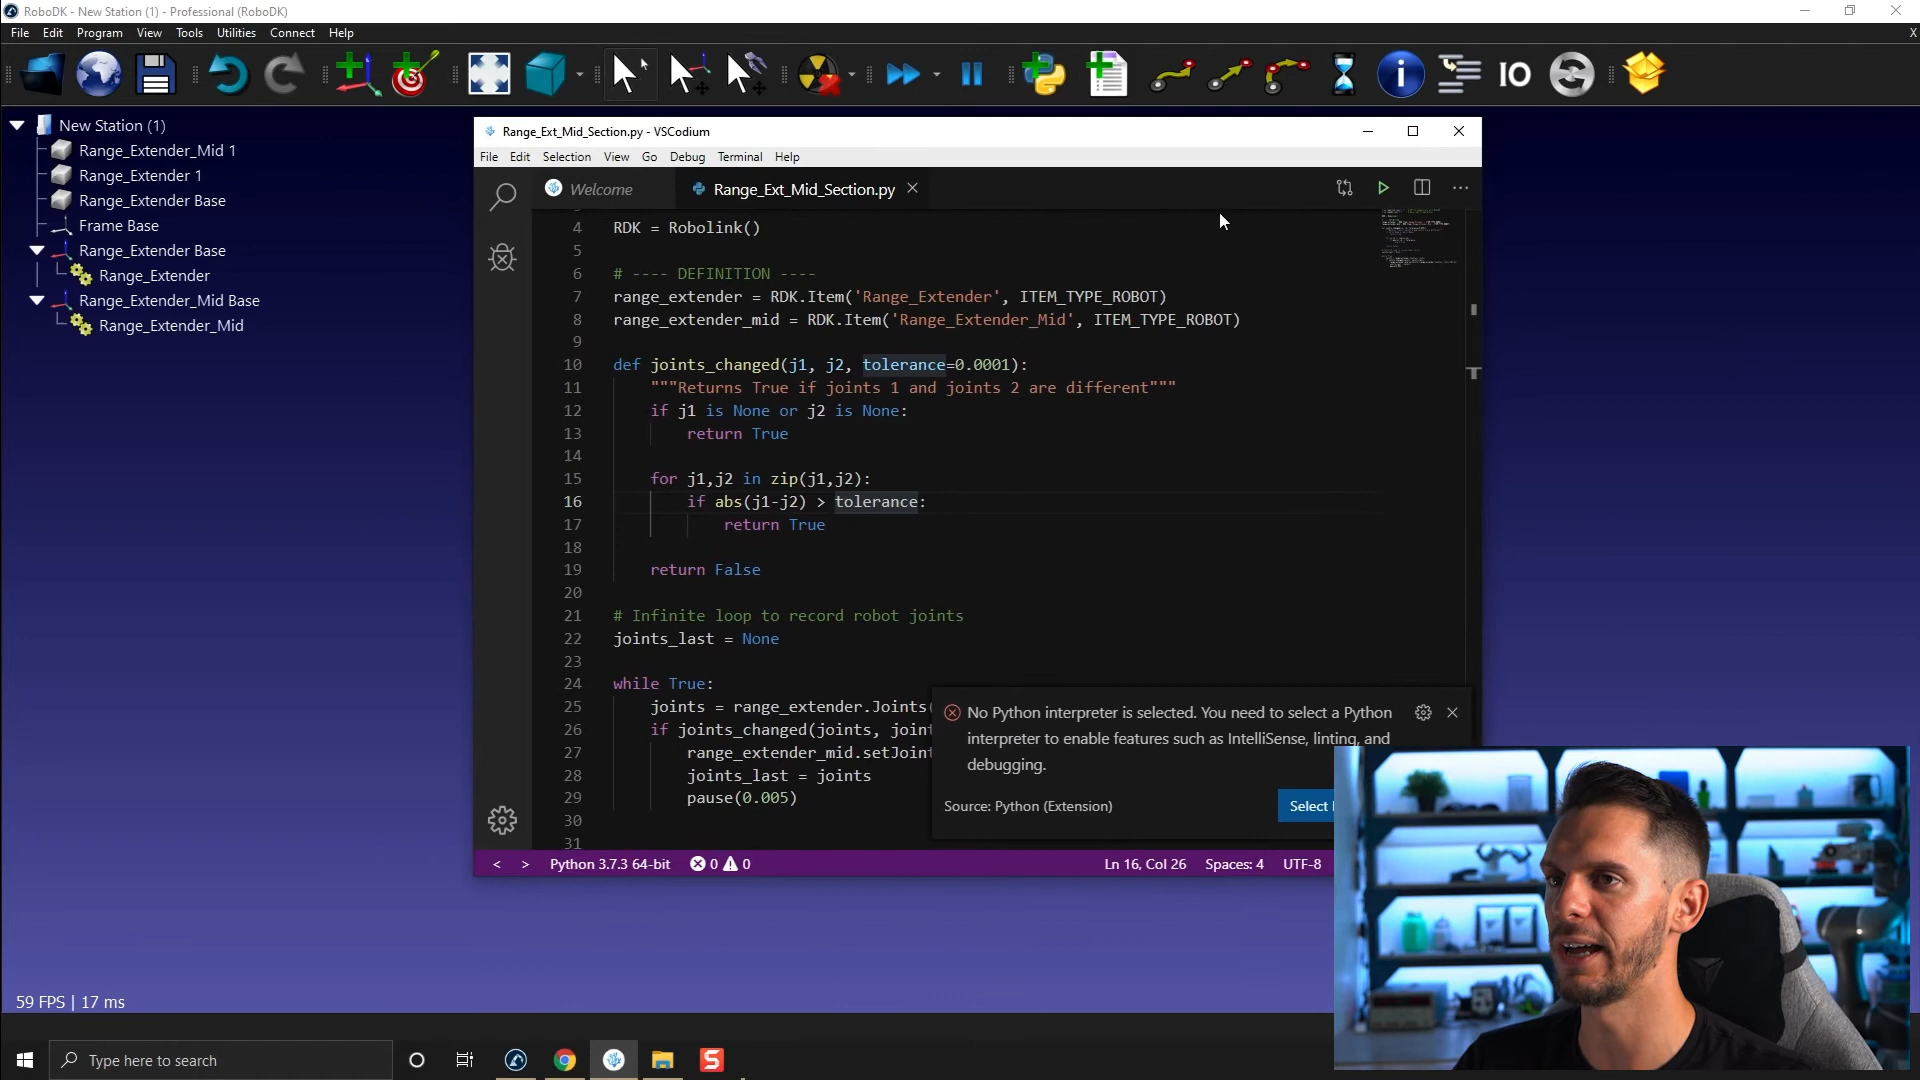 RoboDK - New Station (1) - Professional (RoboDK)
File Edit Program View Tools Utilities Connect Help
X
IO
New Station (1)
Range_Extender_Mid 1
Range_Extender 1
Range_Extender Base
Frame Base
Range_Extender Base
Range_Extender
Range_Extender_Mid Base
Range_Extender_Mid
Range_Ext_Mid_Section.py - VSCodium
File Edit Selection View Go Debug Terminal Help
Welcome
Range_Ext_Mid_Section.py
4 RDK = Robolink()
5
6 # ---- DEFINITION ----
7 range_extender = RDK.Item('Range_Extender', ITEM_TYPE_ROBOT)
8 range_extender_mid = RDK.Item('Range_Extender_Mid', ITEM_TYPE_ROBOT)
9
10 def joints_changed(j1, j2, tolerance=0.0001):
11 """Returns True if joints 1 and joints 2 are different"""
12 if j1 is None or j2 is None:
13 return True
14
15 for j1,j2 in zip(j1,j2):
16 if abs(j1-j2) > tolerance:
17 return True
18
19 return False
20
21 # Infinite loop to record robot joints
22 joints_last = None
23
24 while True:
25 joints = range_extender.Joints(
26 if joints_changed(joints, joint
27 range_extender_mid.setJoint
28 joints_last = joints
29 pause(0.005)
30
31
No Python interpreter is selected. You need to select a Python
interpreter to enable features such as IntelliSense, linting, and
debugging.
Source: Python (Extension)
Select
Python 3.7.3 64-bit
0 0
Ln 16, Col 26 Spaces: 4 UTF-8
59 FPS | 17 ms
Type here to search
S